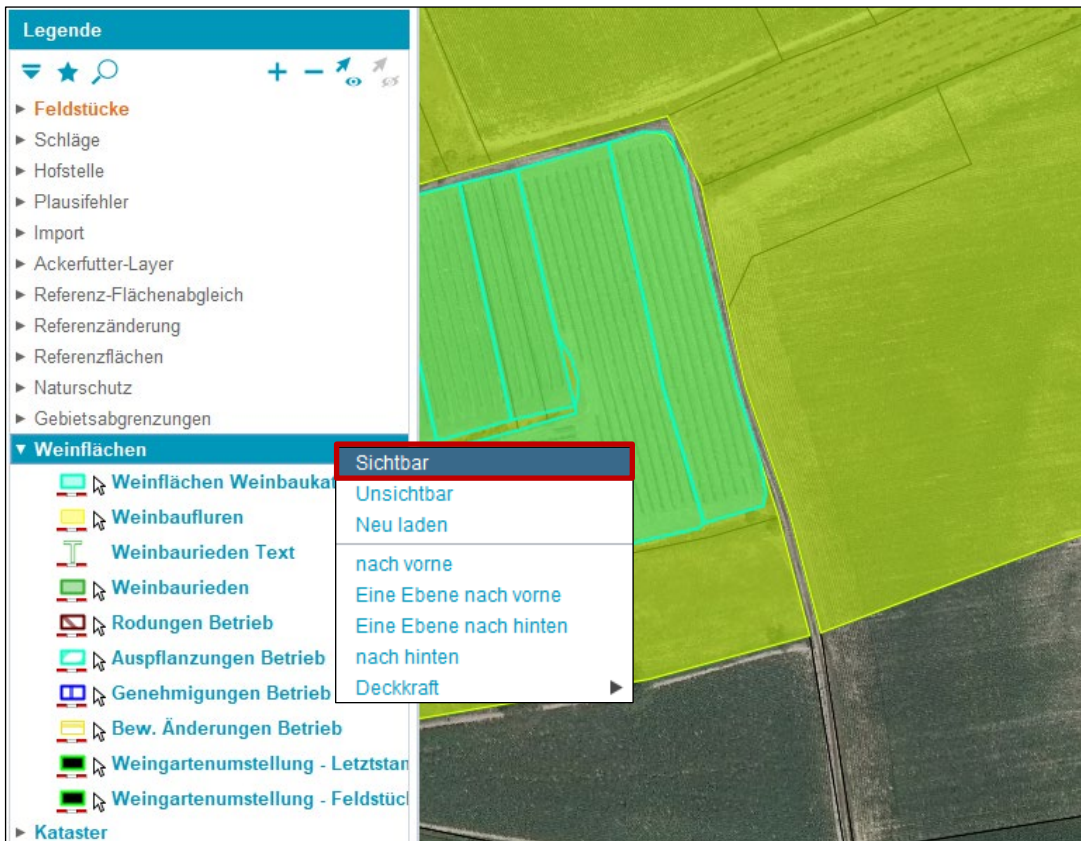 Legende
Feldstücke
Schläge
Hofstelle
Plausifehler
Import
Ackerfutter-Layer
Referenz-Flächenabgleich
Referenzänderung
Referenzflächen
Naturschutz
Gebietsabgrenzungen
Weinflächen
Weinflächen Weinbaukat
Weinbaufluren
Weinbaurieden Text
Weinbaurieden
Rodungen Betrieb
Auspflanzungen Betrieb
Genehmigungen Betrieb
Bew. Änderungen Betrieb
Weingartenumstellung - Letztstan
Weingartenumstellung - Feldstücl
Kataster
Sichtbar
Unsichtbar
Neu laden
nach vorne
Eine Ebene nach vorne
Eine Ebene nach hinten
nach hinten
Deckkraft